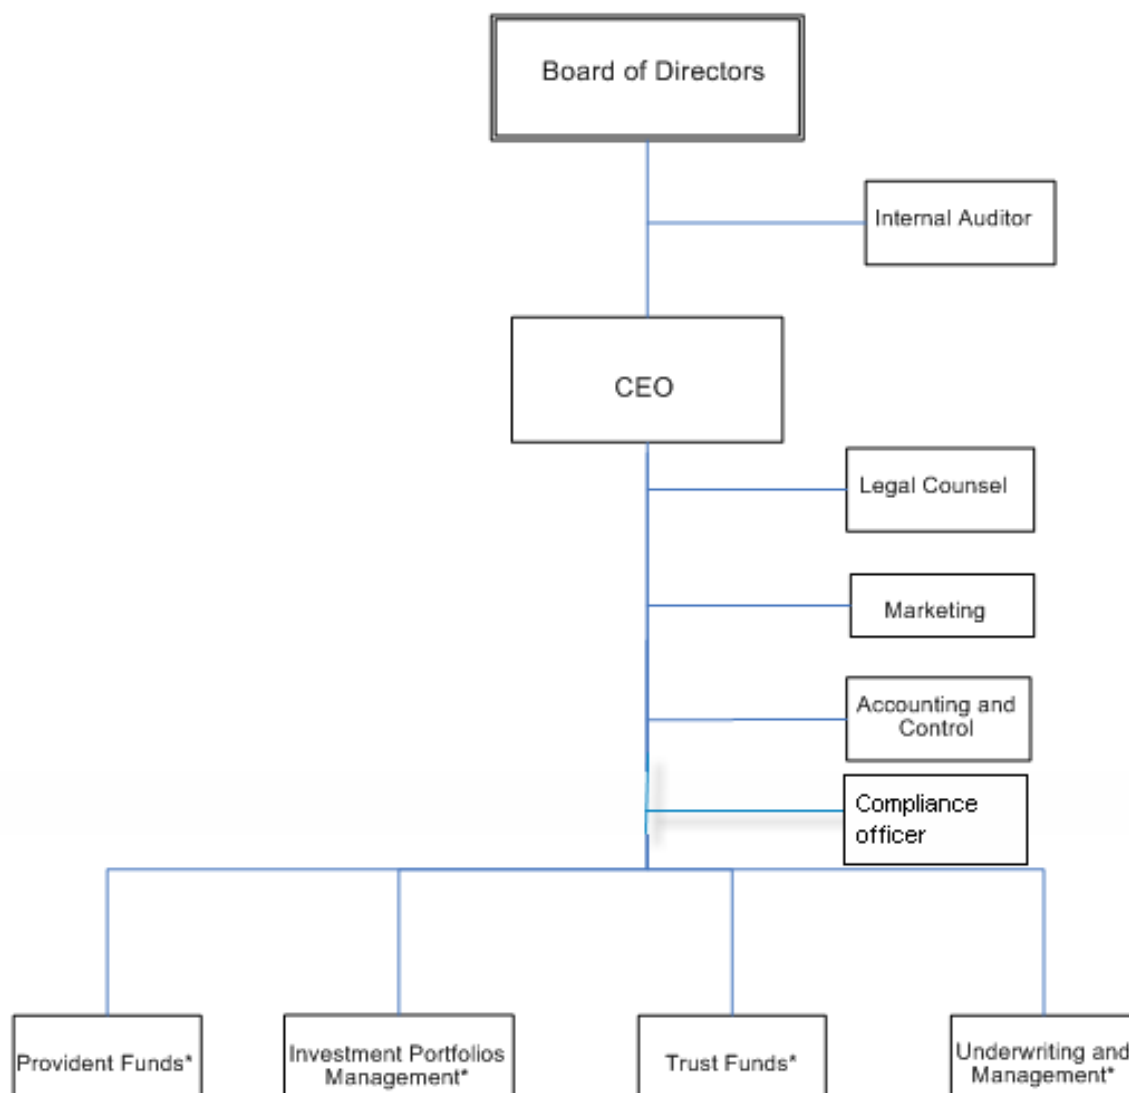 Board of Directors
Internal Auditor
CEO
Legal Counsel
Marketing
Accounting and
Control
Compliance
officer
Provident Funds*
Investment Portfolios
Management*
Trust Funds*
Underwriting and
Management*